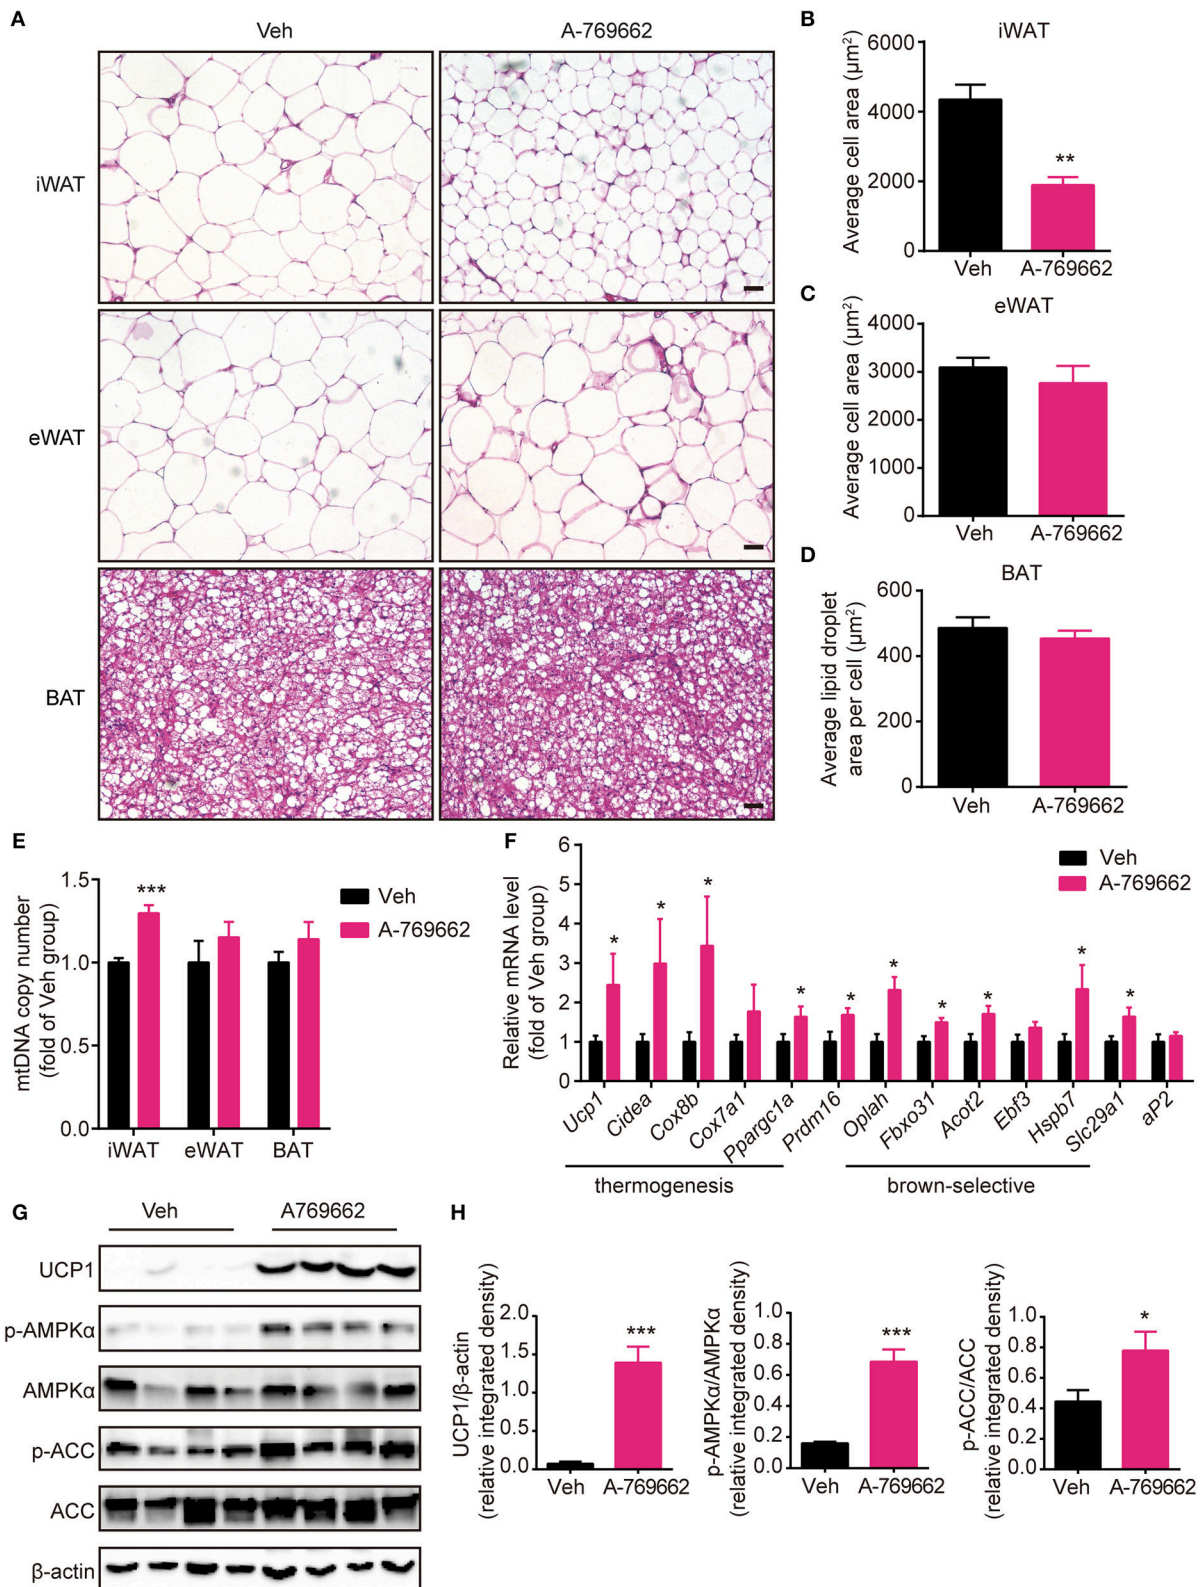 A
Veh
A-769662
iWAT
eWAT
BAT
B
iWAT
Average cell area (µm²)
6000
4000
2000
0
**
Veh
A-769662
C
eWAT
Average cell area (µm²)
4000
3000
2000
1000
0
Veh
A-769662
D
BAT
Average lipid droplet
area per cell (µm²)
600
400
200
0
Veh
A-769662
E
mtDNA copy number
(fold of Veh group)
1.5
1.0
0.5
0.0
***
Veh
A-769662
iWAT
eWAT
BAT
F
Relative mRNA level
(fold of Veh group)
6
5
4
3
2
1
0
Veh
A-769662
* * * * * * * * * *
Ucp1
Cidea
Cox8b
Cox7a1
Ppargc1a
Prdm16
Oplah
Fbxo31
Acot2
Ebf3
Hspb7
Slc29a1
aP2
thermogenesis
brown-selective
G
Veh
A769662
UCP1
p-AMPKα
AMPKα
p-ACC
ACC
β-actin
H
UCP1/β-actin
(relative integrated density)
2.0
1.5
1.0
0.5
0.0
***
Veh
A-769662
p-AMPKα/AMPKα
(relative integrated density)
1.0
0.8
0.6
0.4
0.2
0.0
***
Veh
A-769662
p-ACC/ACC
(relative integrated density)
1.0
0.8
0.6
0.4
0.2
0.0
*
Veh
A-769662